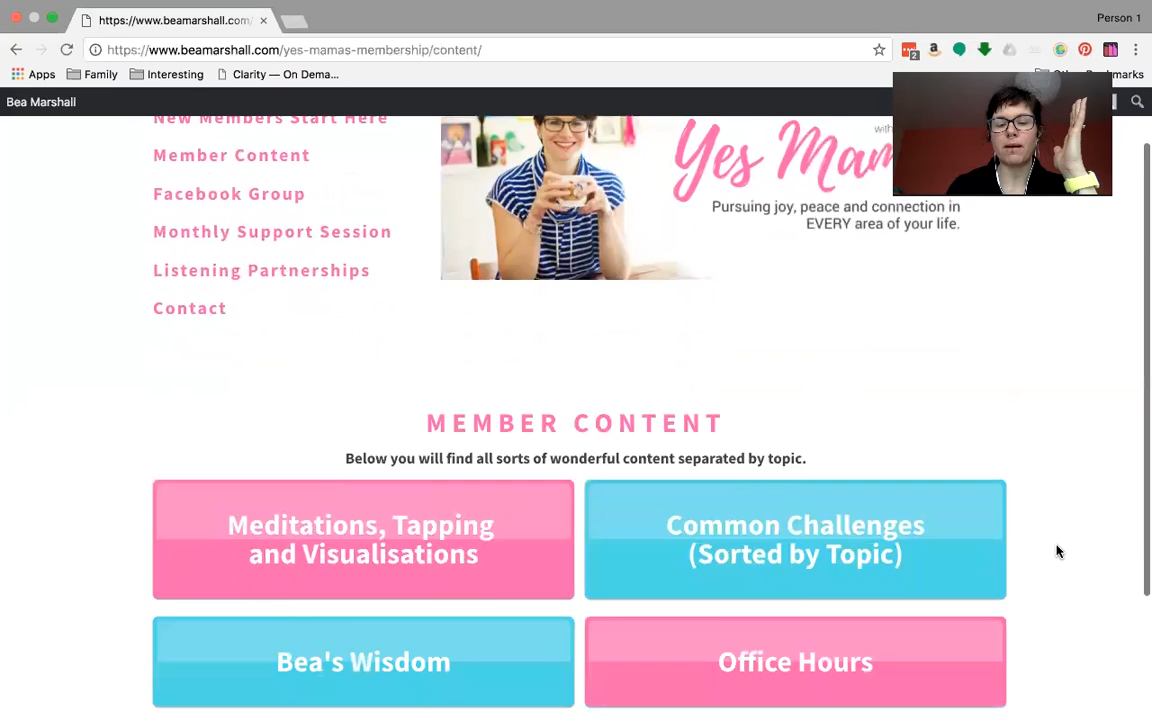 https://www.beamarshall.com/
Person 1
https://www.beamarshall.com/yes-mamas-membership/content/
2
Apps
Family
Interesting
Clarity — On Dema...
Other Bookmarks
Bea Marshall
New Members Start Here
Member Content
Facebook Group
Monthly Support Session
Listening Partnerships
Contact
with
Yes Mam
Pursuing joy, peace and connection in
EVERY area of your life.
MEMBER CONTENT
Below you will find all sorts of wonderful content separated by topic.
Meditations, Tapping
and Visualisations
Common Challenges
(Sorted by Topic)
Bea's Wisdom
Office Hours